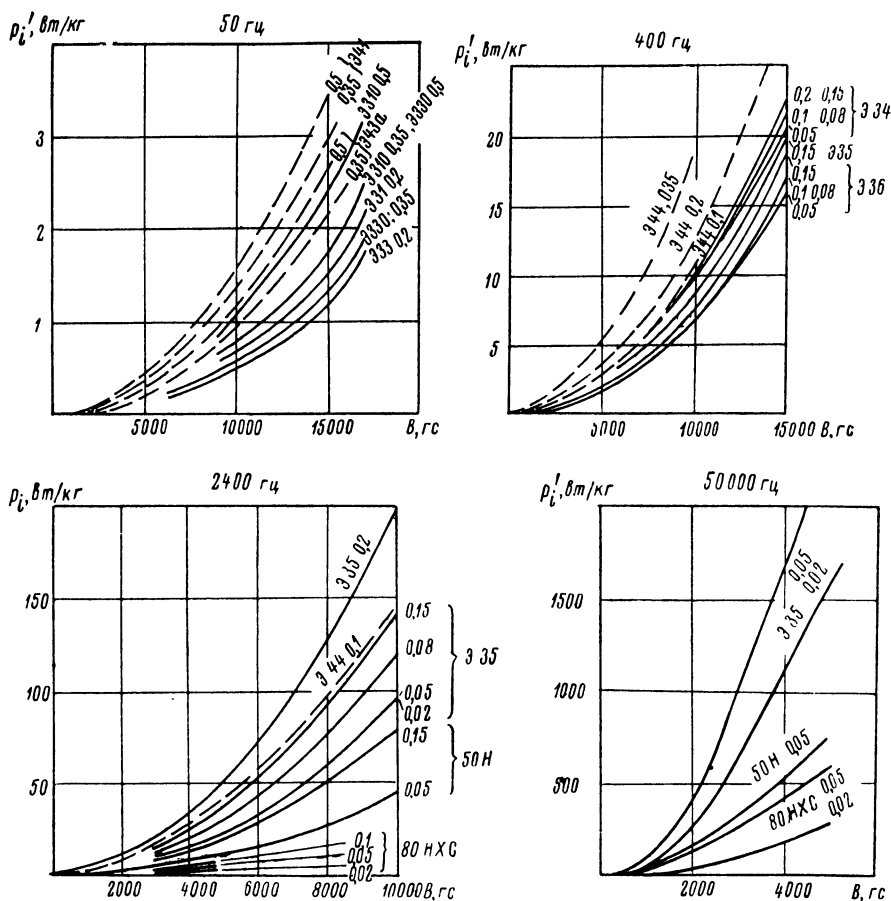 50 гц
pᵢ', вт/кг
3
2
1
5000
10000
15000
В, гс
0,5 } Э41
0,35
Э310 0,5
0,5 } Э43а
0,35
Э310 0,35, Э330 0,5
Э31 0,2
Э330; 0,35
Э33 0,2
400 гц
pᵢ', вт/кг
20
15
10
5
5000
10000
15000 В, гс
Э44 0,35
Э44 0,2
Э44 0,1
0,2 0,15
0,1 0,08 } Э34
0,05
0,15 Э35
0,15
0,1 0,08 } Э36
0,05
2400 гц
pᵢ, вт/кг
150
100
50
2000
4000
6000
8000
10000 В, гс
Э35 0,2
Э44 0,1
0,15
0,08 } Э35
0,05
0,02
0,15
50Н
0,05
0,1
0,05 } 80НХС
0,02
50000 гц
pᵢ', вт/кг
1500
1000
500
2000
4000
В, гс
0,05
Э35 0,02
50Н 0,05
80НХС 0,05
0,02